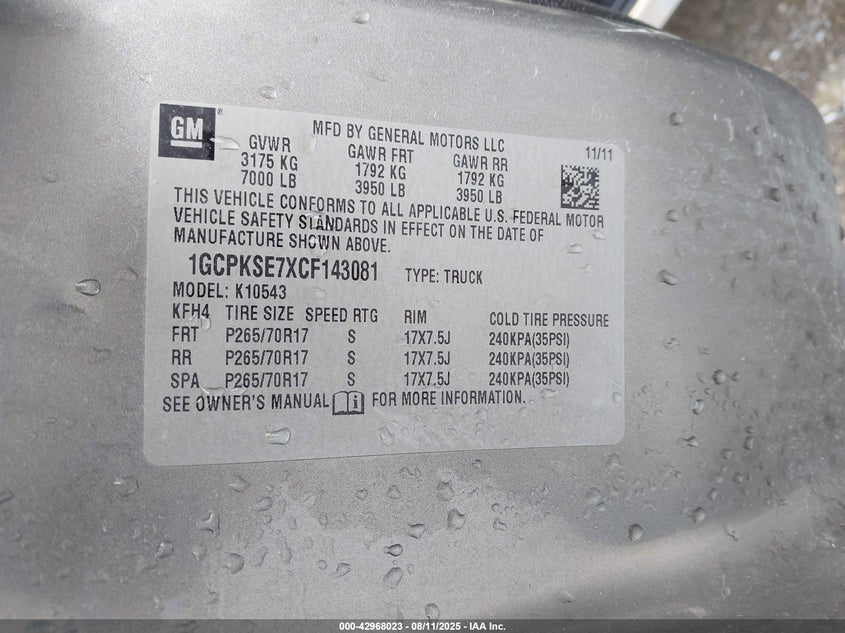 GM®
MFD BY GENERAL MOTORS LLC
11/11
GVWR GAWR FRT GAWR RR
3175 KG 1792 KG 1792 KG
7000 LB 3950 LB 3950 LB
THIS VEHICLE CONFORMS TO ALL APPLICABLE U.S. FEDERAL MOTOR
VEHICLE SAFETY STANDARDS IN EFFECT ON THE DATE OF
MANUFACTURE SHOWN ABOVE.
1GCPKSE7XCF143081 TYPE: TRUCK
MODEL: K10543
KFH4 TIRE SIZE SPEED RTG RIM COLD TIRE PRESSURE
FRT P265/70R17 S 17X7.5J 240KPA(35PSI)
RR P265/70R17 S 17X7.5J 240KPA(35PSI)
SPA P265/70R17 S 17X7.5J 240KPA(35PSI)
SEE OWNER'S MANUAL i FOR MORE INFORMATION.
000-42968023 - 08/11/2025 - IAA Inc.